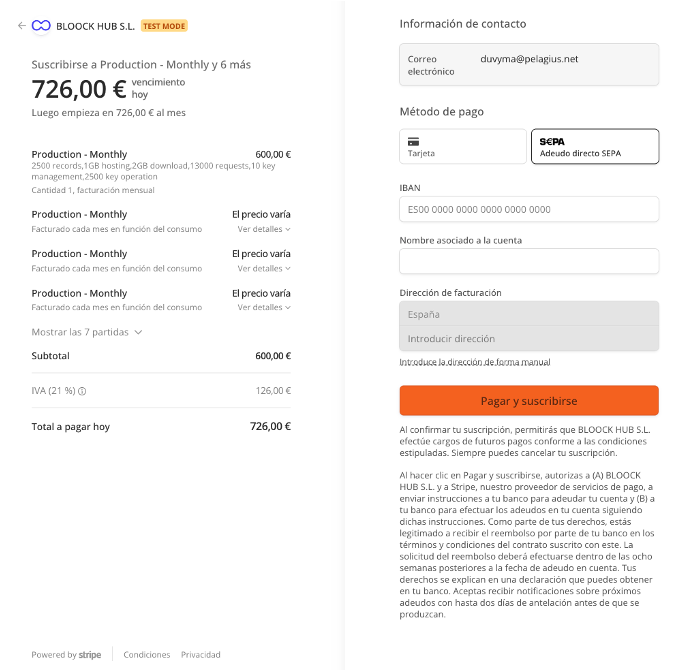 BLOOCK HUB S.L. TEST MODE
Suscribirse a Production - Monthly y 6 más
726,00 € vencimiento hoy
Luego empieza en 726,00 € al mes
Production - Monthly 600,00 €
2500 records,1GB hosting,2GB download,13000 requests,10 key
management,2500 key operation
Cantidad 1, facturación mensual
Production - Monthly El precio varía
Facturado cada mes en función del consumo Ver detalles
Production - Monthly El precio varía
Facturado cada mes en función del consumo Ver detalles
Production - Monthly El precio varía
Facturado cada mes en función del consumo Ver detalles
Mostrar las 7 partidas
Subtotal 600,00 €
IVA (21 %) 126,00 €
Total a pagar hoy 726,00 €
Powered by stripe Condiciones Privacidad
Información de contacto
Correo electrónico duvyma@pelagius.net
Método de pago
Tarjeta
SEPA
Adeudo directo SEPA
IBAN
ES00 0000 0000 0000 0000 0000
Nombre asociado a la cuenta
Dirección de facturación
España
Introducir dirección
Introduce la dirección de forma manual
Pagar y suscribirse
Al confirmar tu suscripción, permitirás que BLOOCK HUB S.L.
efectúe cargos de futuros pagos conforme a las condiciones
estipuladas. Siempre puedes cancelar tu suscripción.
Al hacer clic en Pagar y suscribirse, autorizas a (A) BLOOCK
HUB S.L. y a Stripe, nuestro proveedor de servicios de pago, a
enviar instrucciones a tu banco para adeudar tu cuenta y (B) a
tu banco para efectuar los adeudos en tu cuenta siguiendo
dichas instrucciones. Como parte de tus derechos, estás
legitimado a recibir el reembolso por parte de tu banco en los
términos y condiciones del contrato suscrito con este. La
solicitud del reembolso deberá efectuarse dentro de las ocho
semanas posteriores a la fecha de adeudo en cuenta. Tus
derechos se explican en una declaración que puedes obtener
en tu banco. Aceptas recibir notificaciones sobre próximos
adeudos con hasta dos días de antelación antes de que se
produzcan.